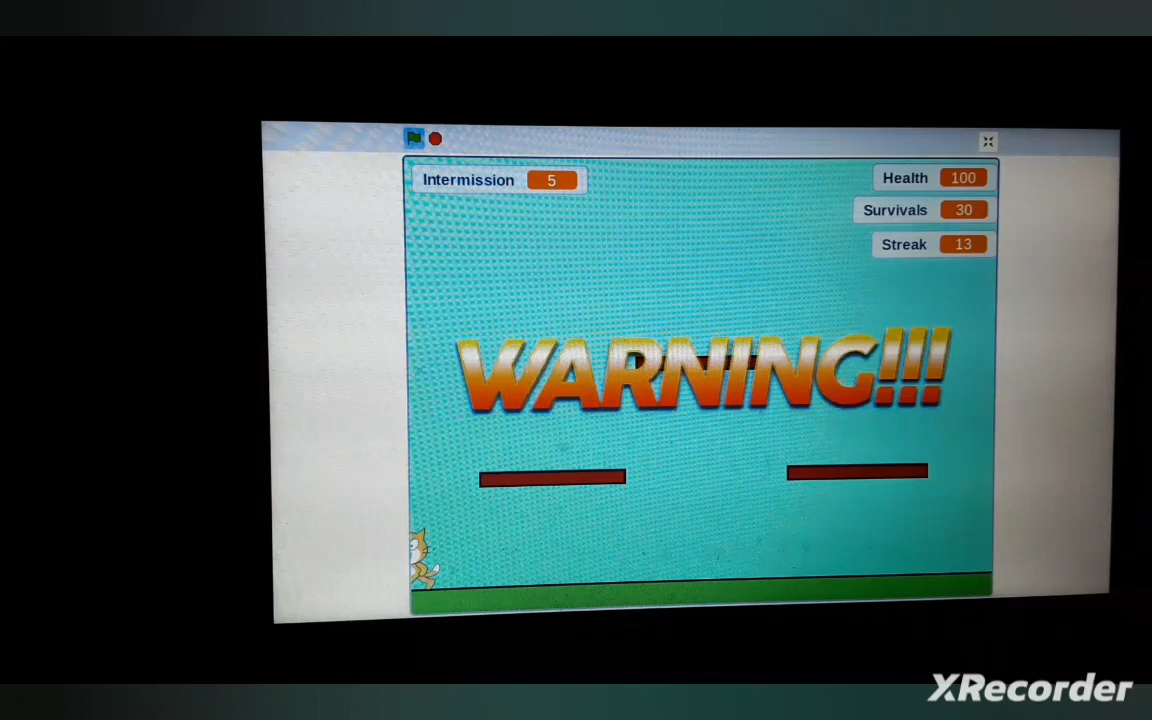 Intermission 5
Health 100
Survivals 30
Streak 13
WARNING!!!
XRecorder